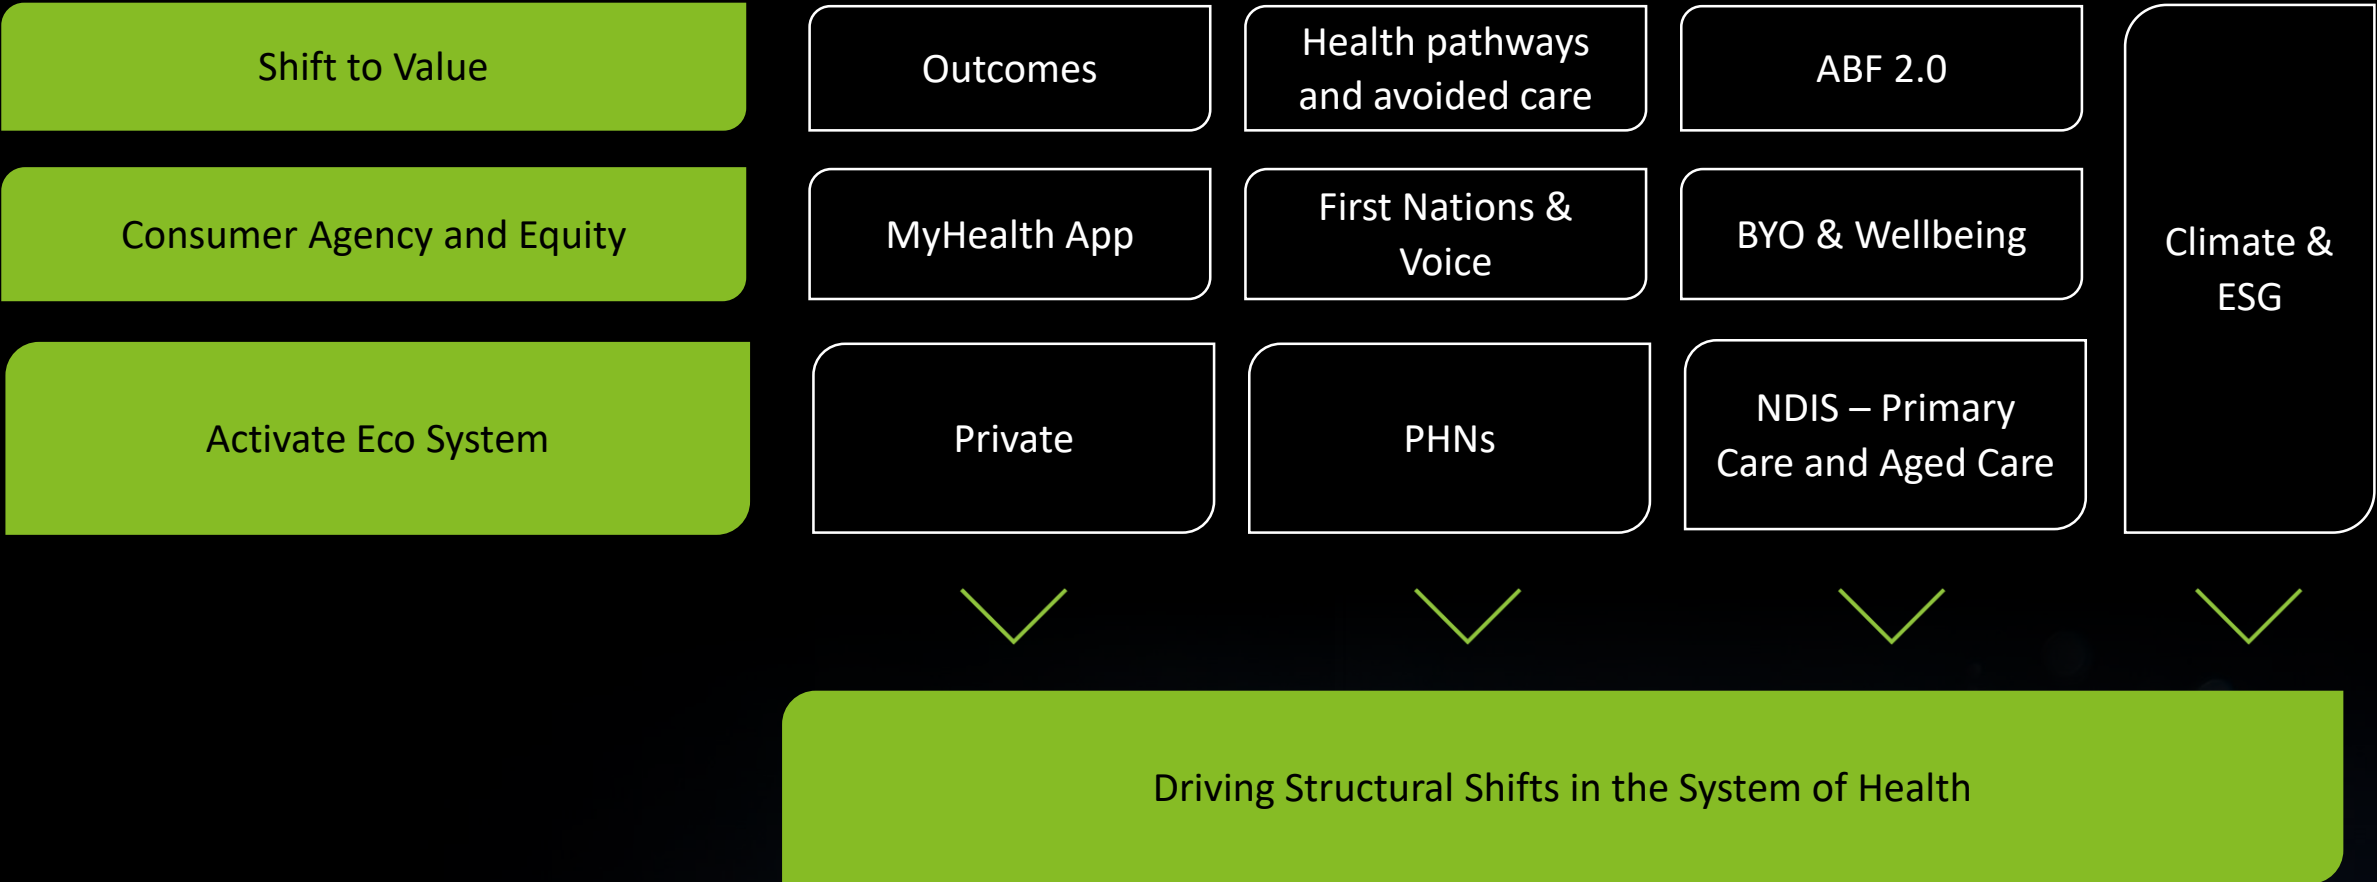 Shift to Value
Outcomes
Health pathways
and avoided care
ABF 2.0
Consumer Agency and Equity
MyHealth App
First Nations &
Voice
BYO & Wellbeing
Climate &
ESG
Activate Eco System
Private
PHNs
NDIS – Primary
Care and Aged Care
Driving Structural Shifts in the System of Health